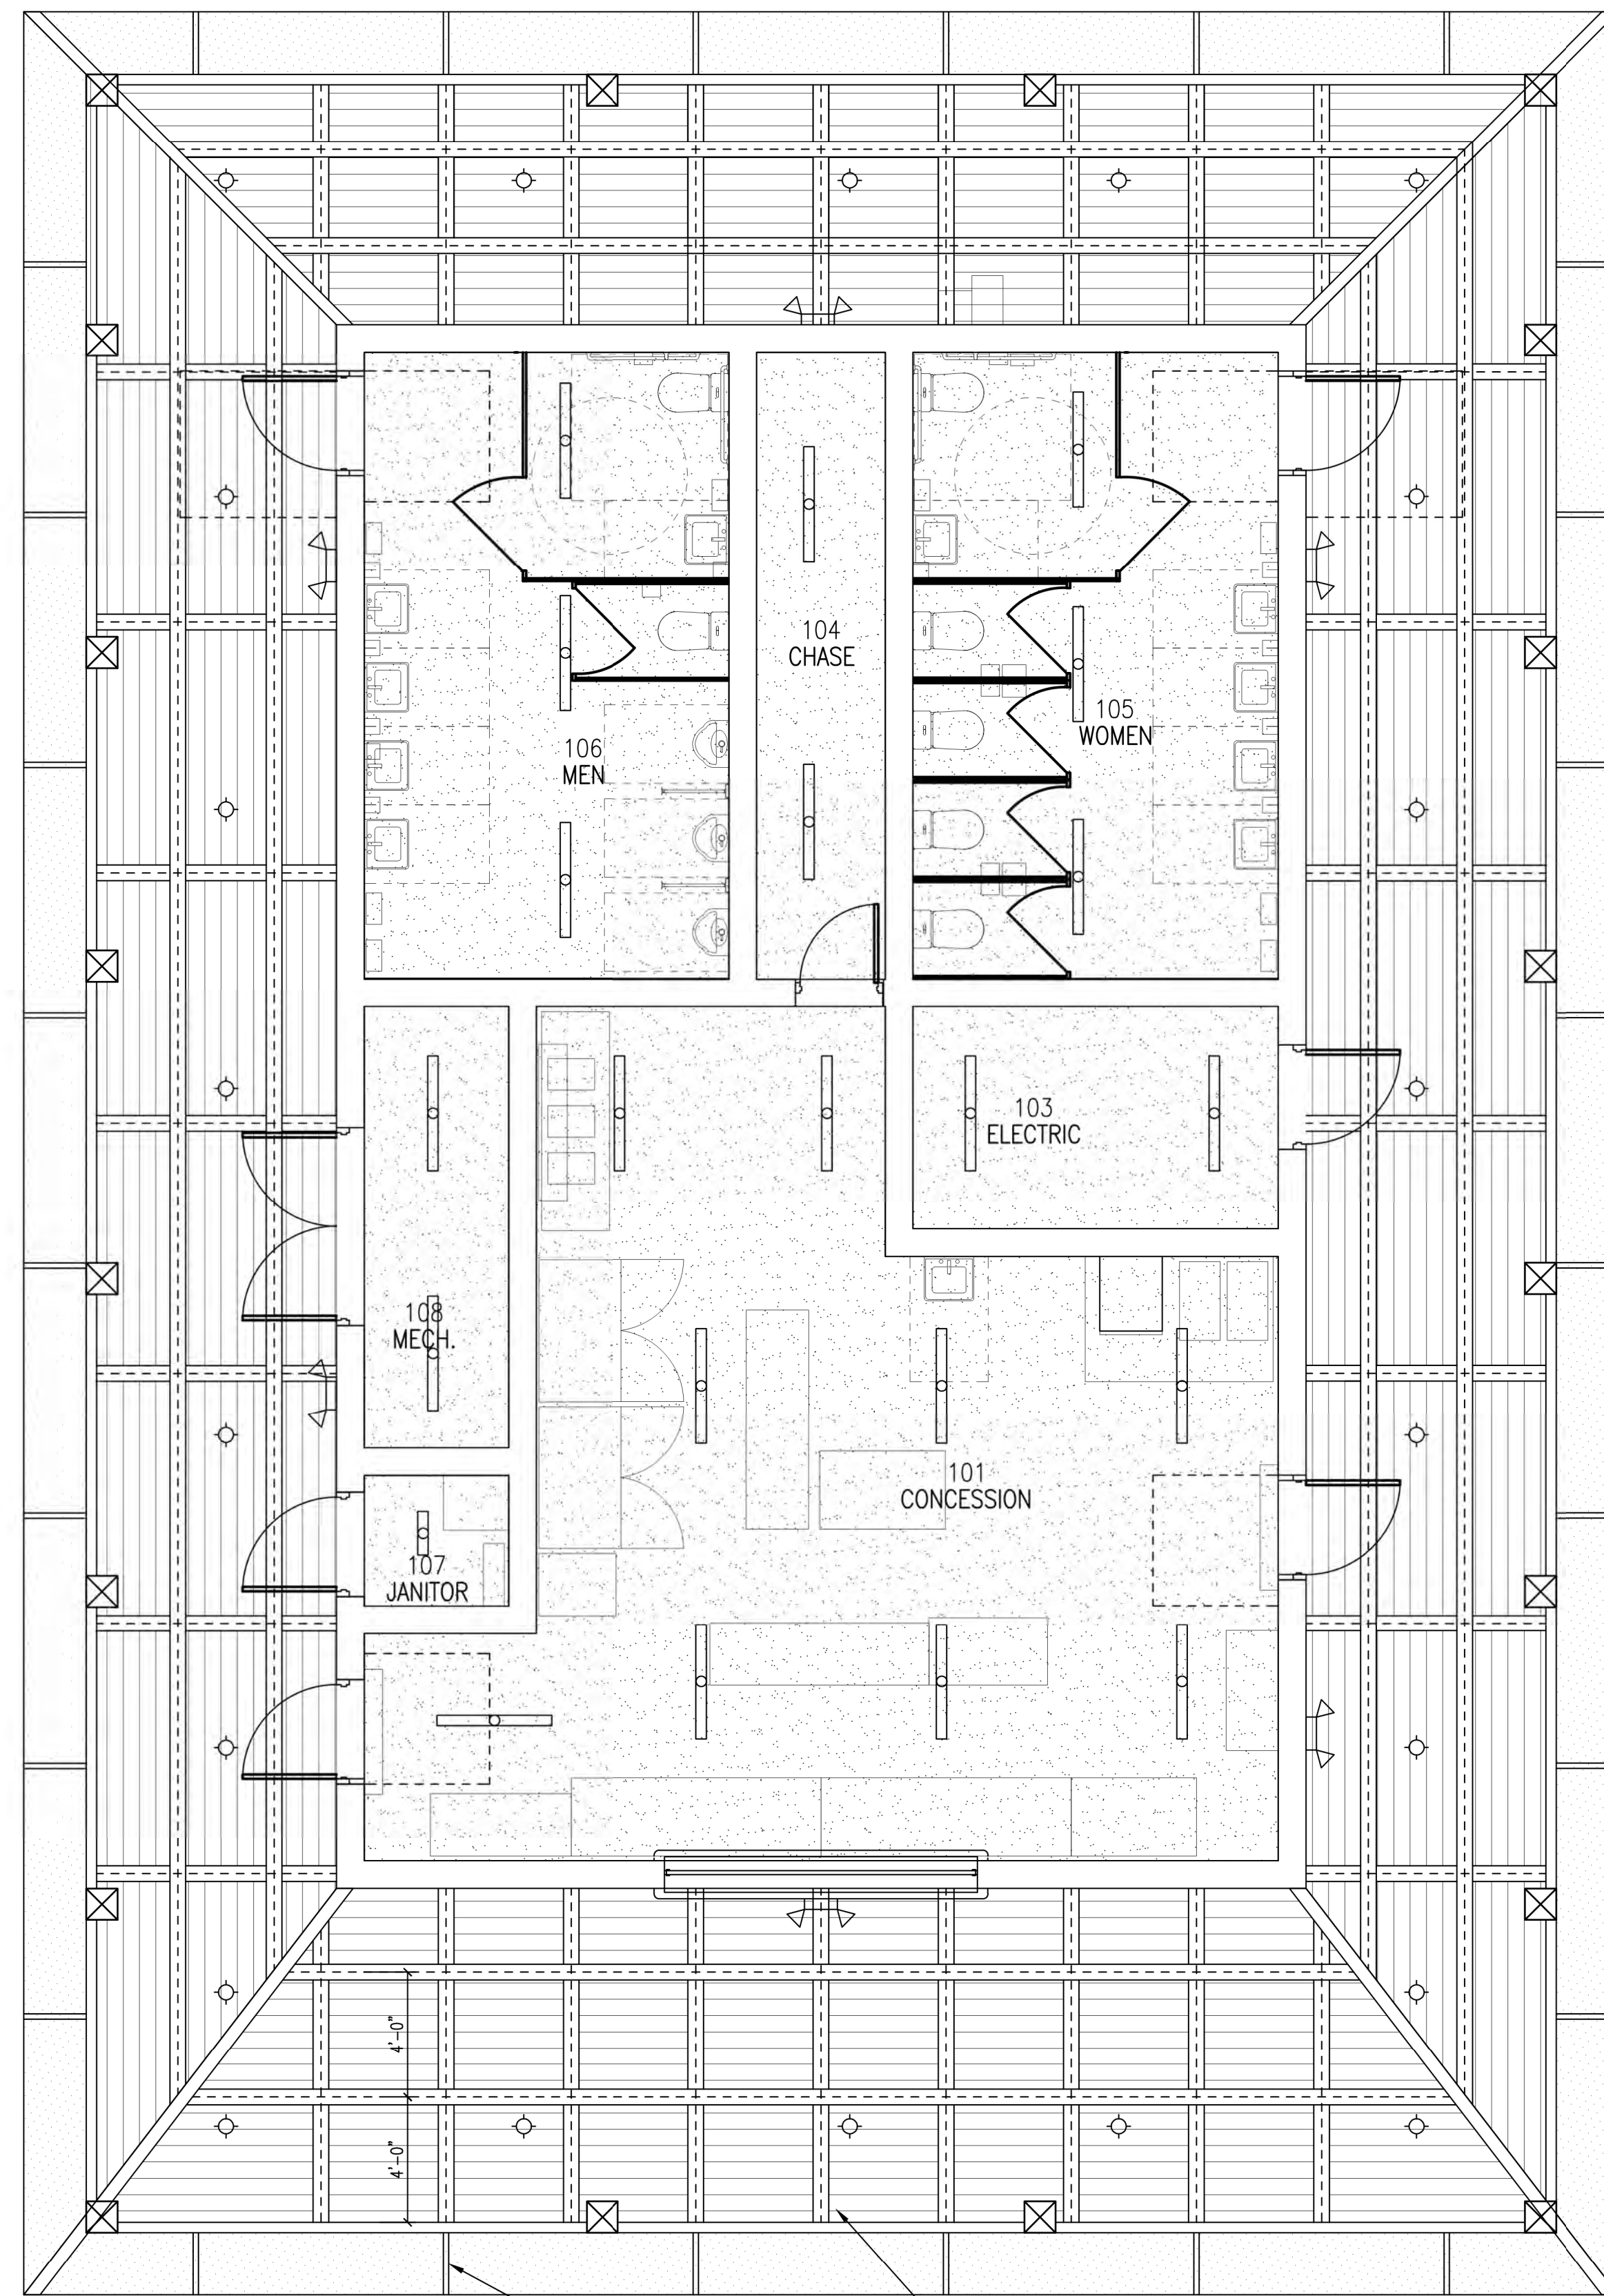 104
CHASE
105
WOMEN
106
MEN
103
ELECTRIC
108
MECH.
101
CONCESSION
107
JANITOR
4'-0"
4'-0"